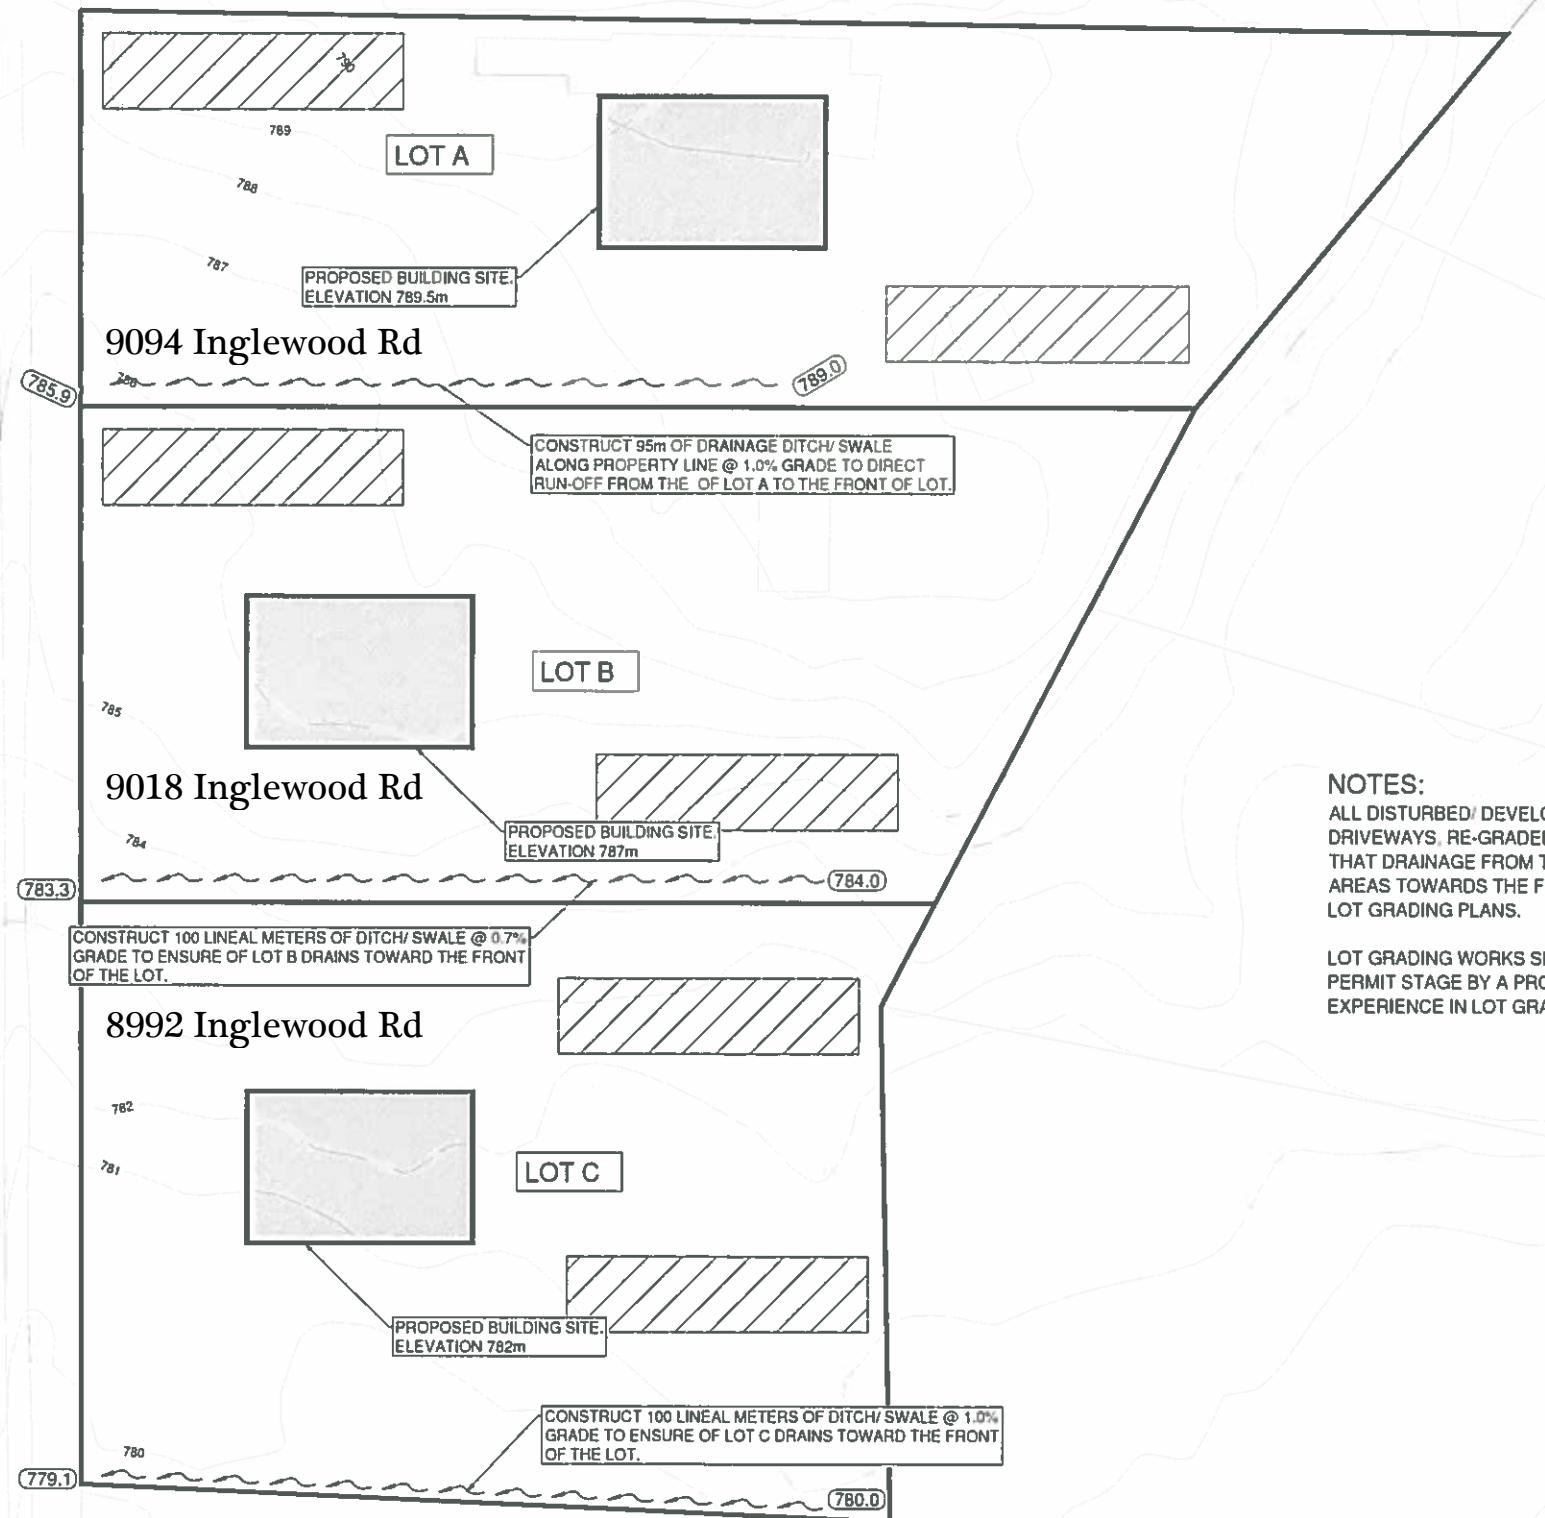 790
789
LOT A
788
787
PROPOSED BUILDING SITE.
ELEVATION 789.5m
9094 Inglewood Rd
786
785.9
789.0
CONSTRUCT 95m OF DRAINAGE DITCH/ SWALE
ALONG PROPERTY LINE @ 1.0% GRADE TO DIRECT
RUN-OFF FROM THE OF LOT A TO THE FRONT OF LOT.
LOT B
785
9018 Inglewood Rd
PROPOSED BUILDING SITE.
ELEVATION 787m
784
783.3
784.0
CONSTRUCT 100 LINEAL METERS OF DITCH/ SWALE @ 0.7%
GRADE TO ENSURE OF LOT B DRAINS TOWARD THE FRONT
OF THE LOT.
8992 Inglewood Rd
782
781
LOT C
PROPOSED BUILDING SITE.
ELEVATION 782m
CONSTRUCT 100 LINEAL METERS OF DITCH/ SWALE @ 1.0%
GRADE TO ENSURE OF LOT C DRAINS TOWARD THE FRONT
OF THE LOT.
780
779.1
780.0
NOTES:
ALL DISTURBED/ DEVELO
DRIVEWAYS, RE-GRADE
THAT DRAINAGE FROM T
AREAS TOWARDS THE F
LOT GRADING PLANS.
LOT GRADING WORKS S
PERMIT STAGE BY A PRO
EXPERIENCE IN LOT GRA